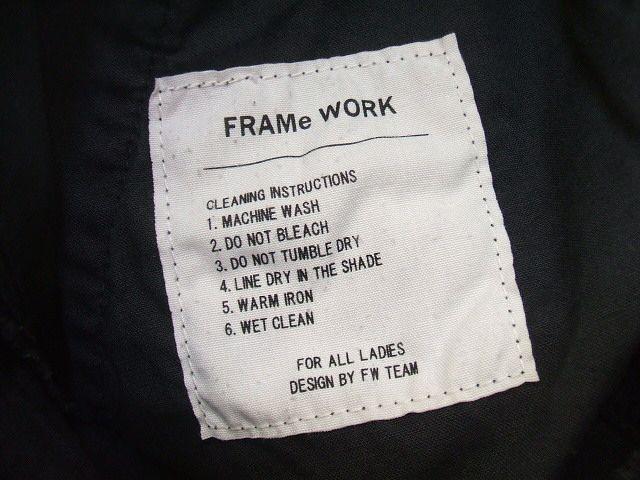 FRAMe WORK
CLEANING INSTRUCTIONS
1. MACHINE WASH
2. DO NOT BLEACH
3. DO NOT TUMBLE DRY
4. LINE DRY IN THE SHADE
5. WARM IRON
6. WET CLEAN
FOR ALL LADIES
DESIGN BY FW TEAM